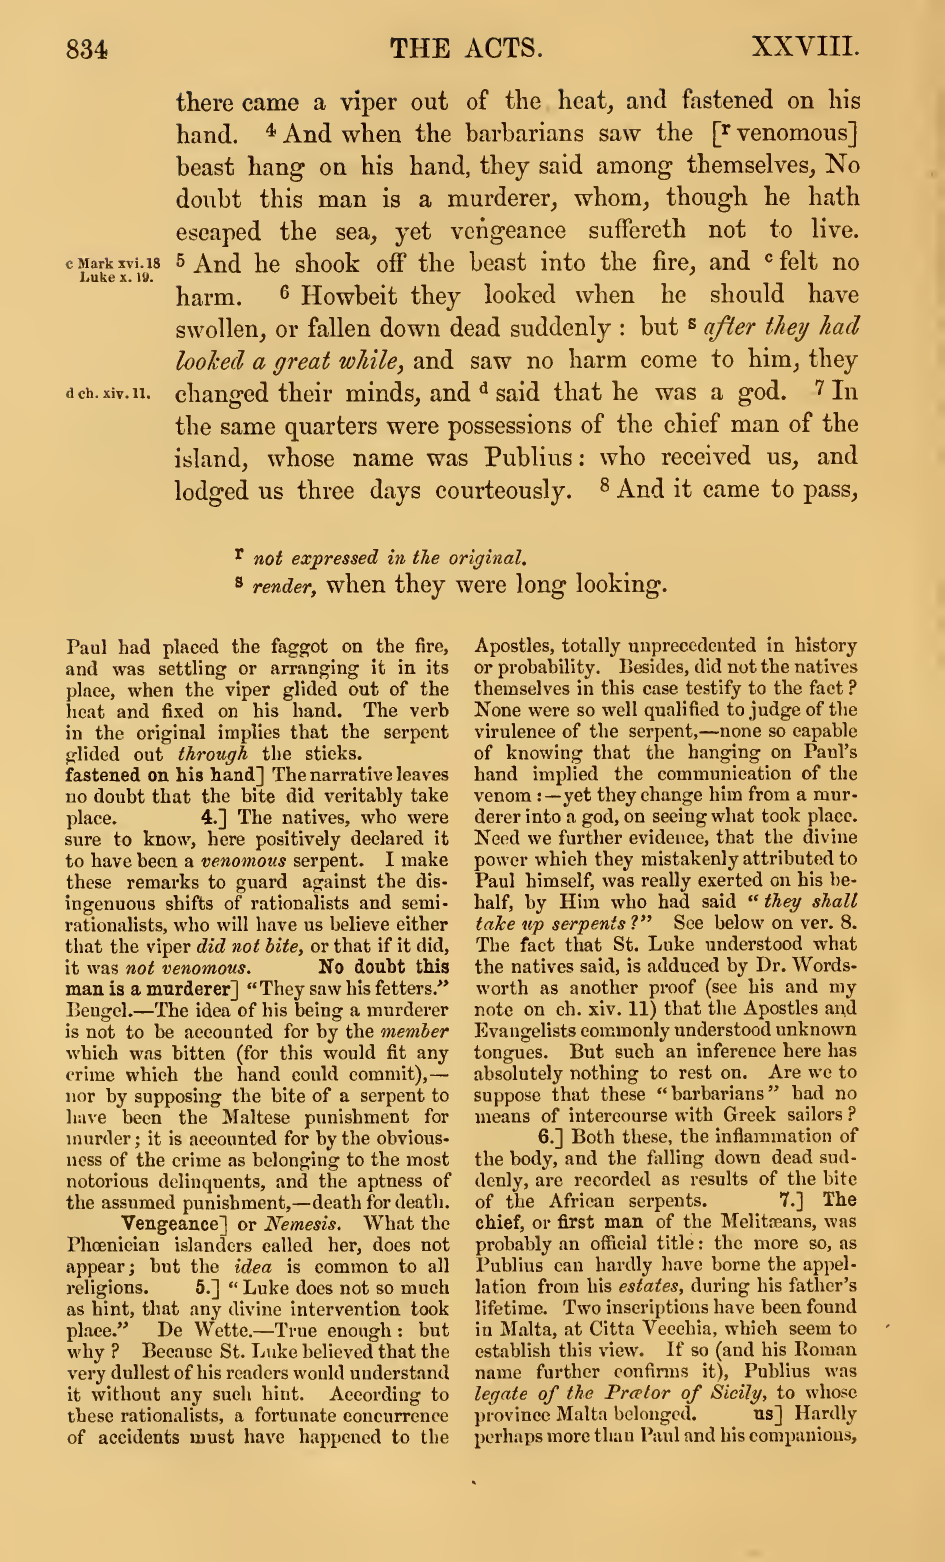 834
THE ACTS.
XXVIII.
there came a viper out of the heat, and fastened on his
hand. 4 And when the barbarians saw the [r venomous]
beast hang on his hand, they said among themselves, No
doubt this man is a murderer, whom, though he hath
escaped the sea, yet vengeance suffereth not to live.
c Mark xvi. 18
Luke x. 19.
5 And he shook off the beast into the fire, and c felt no
harm. 6 Howbeit they looked when he should have
swollen, or fallen down dead suddenly : but s after they had
looked a great while, and saw no harm come to him, they
d ch. xiv. 11.
changed their minds, and d said that he was a god. 7 In
the same quarters were possessions of the chief man of the
island, whose name was Publius : who received us, and
lodged us three days courteously. 8 And it came to pass,
r not expressed in the original.
s render, when they were long looking.
Paul had placed the faggot on the fire,
and was settling or arranging it in its
place, when the viper glided out of the
heat and fixed on his hand. The verb
in the original implies that the serpent
glided out through the sticks.
fastened on his hand] The narrative leaves
no doubt that the bite did veritably take
place. 4.] The natives, who were
sure to know, here positively declared it
to have been a venomous serpent. I make
these remarks to guard against the dis-
ingenuous shifts of rationalists and semi-
rationalists, who will have us believe either
that the viper did not bite, or that if it did,
it was not venomous. No doubt this
man is a murderer] "They saw his fetters."
Bengel.—The idea of his being a murderer
is not to be accounted for by the member
which was bitten (for this would fit any
crime which the hand could commit),—
nor by supposing the bite of a serpent to
have been the Maltese punishment for
murder; it is accounted for by the obvious-
ness of the crime as belonging to the most
notorious delinquents, and the aptness of
the assumed punishment,—death for death.
Vengeance] or Nemesis. What the
Phœnician islanders called her, does not
appear; but the idea is common to all
religions. 5.] "Luke does not so much
as hint, that any divine intervention took
place." De Wette.—True enough : but
why ? Because St. Luke believed that the
very dullest of his readers would understand
it without any such hint. According to
these rationalists, a fortunate concurrence
of accidents must have happened to the
Apostles, totally unprecedented in history
or probability. Besides, did not the natives
themselves in this case testify to the fact ?
None were so well qualified to judge of the
virulence of the serpent,—none so capable
of knowing that the hanging on Paul's
hand implied the communication of the
venom :—yet they change him from a mur-
derer into a god, on seeing what took place.
Need we further evidence, that the divine
power which they mistakenly attributed to
Paul himself, was really exerted on his be-
half, by Him who had said "they shall
take up serpents ?" See below on ver. 8.
The fact that St. Luke understood what
the natives said, is adduced by Dr. Words-
worth as another proof (see his and my
note on ch. xiv. 11) that the Apostles and
Evangelists commonly understood unknown
tongues. But such an inference here has
absolutely nothing to rest on. Are we to
suppose that these "barbarians" had no
means of intercourse with Greek sailors ?
6.] Both these, the inflammation of
the body, and the falling down dead sud-
denly, are recorded as results of the bite
of the African serpents. 7.] The
chief, or first man of the Melitæans, was
probably an official title : the more so, as
Publius can hardly have borne the appel-
lation from his estates, during his father's
lifetime. Two inscriptions have been found
in Malta, at Citta Vecchia, which seem to
establish this view. If so (and his Roman
name further confirms it), Publius was
legate of the Prætor of Sicily, to whose
province Malta belonged. us] Hardly
perhaps more than Paul and his companions,